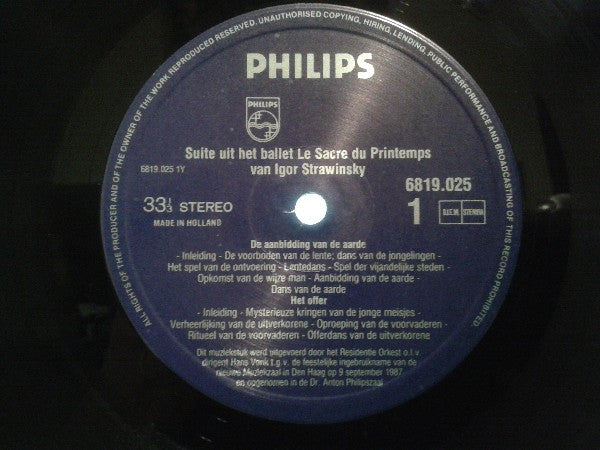 ALL RIGHTS OF THE PRODUCER AND OF THE OWNER OF THE WORK REPRODUCED RESERVED. UNAUTHORISED COPYING, HIRING, LENDING, PUBLIC PERFORMANCE AND BROADCASTING OF THIS RECORD PROHIBITED.
PHILIPS
PHILIPS
Suite uit het ballet Le Sacre du Printemps
van Igor Strawinsky
6819.025 1Y
6819.025
33 1/3 STEREO
1
B.I.E.M. STEMRA
MADE IN HOLLAND
De aanbidding van de aarde
- Inleiding - De voorboden van de lente; dans van de jongelingen -
Het spel van de ontvoering - Lentedans - Spel der vijandelijke steden -
Opkomst van de wijze man - Aanbidding van de aarde -
Dans van de aarde
Het offer
- Inleiding - Mysterieuze kringen van de jonge meisjes -
Verheerlijking van de uitverkorene - Oproeping van de voorvaderen -
Ritueel van de voorvaderen - Offerdans van de uitverkorene
Dit muziekstuk werd uitgevoerd door het Residentie Orkest o.l.v.
dirigent Hans Vonk t.g.v. de feestelijke ingebruikname van de
nieuwe Muziekzaal in Den Haag op 9 september 1987
en opgenomen in de Dr. Anton Philipszaal